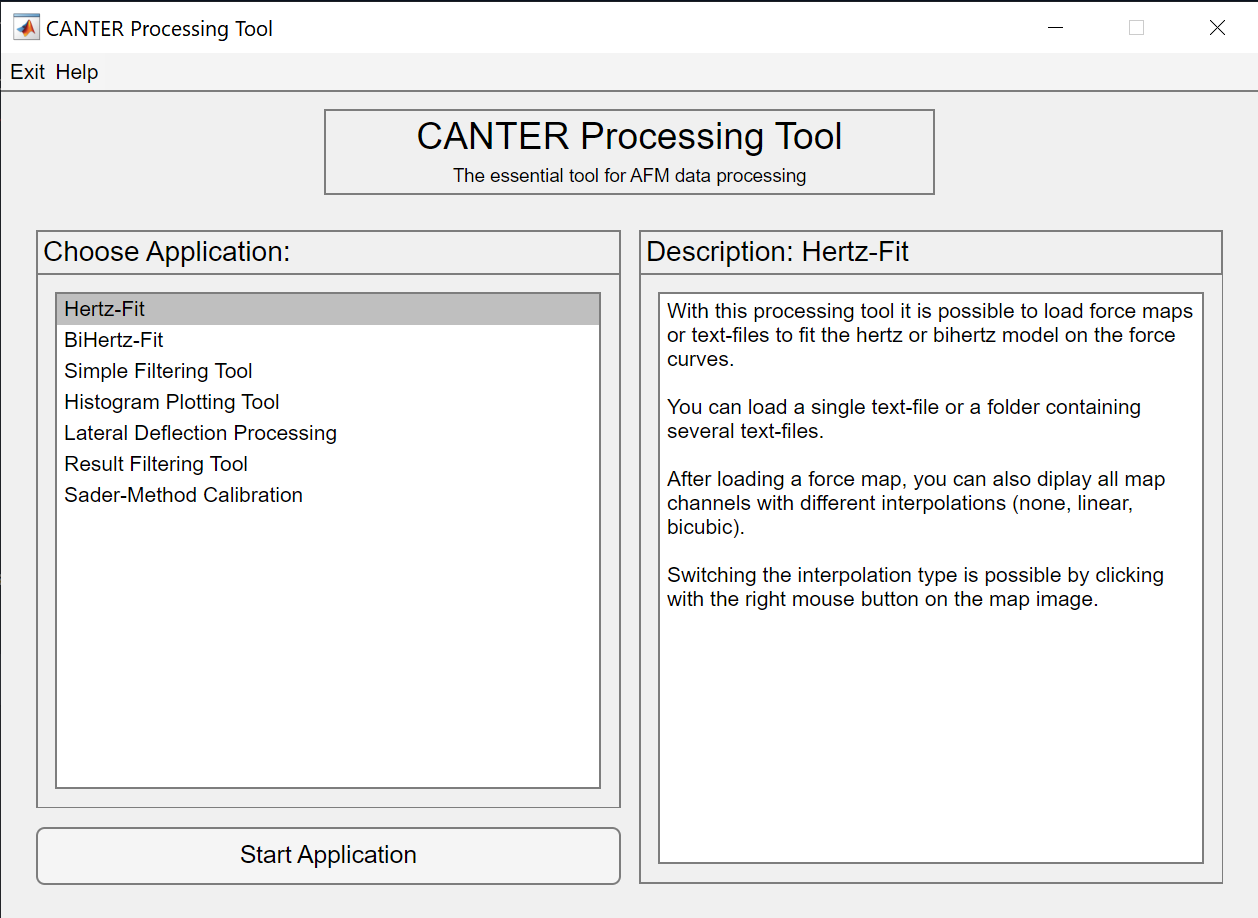 CANTER Processing Tool
Exit Help
CANTER Processing Tool
The essential tool for AFM data processing
Choose Application:
Hertz-Fit
BiHertz-Fit
Simple Filtering Tool
Histogram Plotting Tool
Lateral Deflection Processing
Result Filtering Tool
Sader-Method Calibration
Start Application
Description: Hertz-Fit
With this processing tool it is possible to load force maps
or text-files to fit the hertz or bihertz model on the force
curves.
You can load a single text-file or a folder containing
several text-files.
After loading a force map, you can also diplay all map
channels with different interpolations (none, linear,
bicubic).
Switching the interpolation type is possible by clicking
with the right mouse button on the map image.